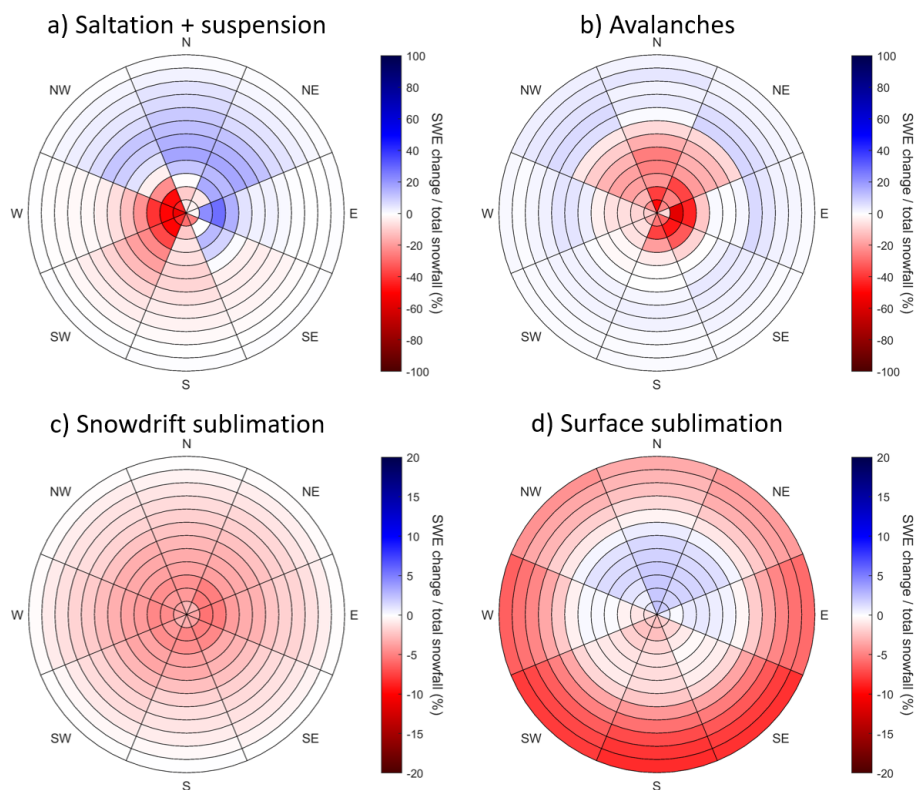 a) Saltation + suspension
N
NW
NE
W
E
SW
SE
S
100
80
60
40
20
0
-20
-40
-60
-80
-100
SWE change / total snowfall (%)
b) Avalanches
N
NW
NE
W
E
SW
SE
S
100
80
60
40
20
0
-20
-40
-60
-80
-100
SWE change / total snowfall (%)
c) Snowdrift sublimation
N
NW
NE
W
E
SW
SE
S
20
15
10
5
0
-5
-10
-15
-20
SWE change / total snowfall (%)
d) Surface sublimation
N
NW
NE
W
E
SW
SE
S
20
15
10
5
0
-5
-10
-15
-20
SWE change / total snowfall (%)